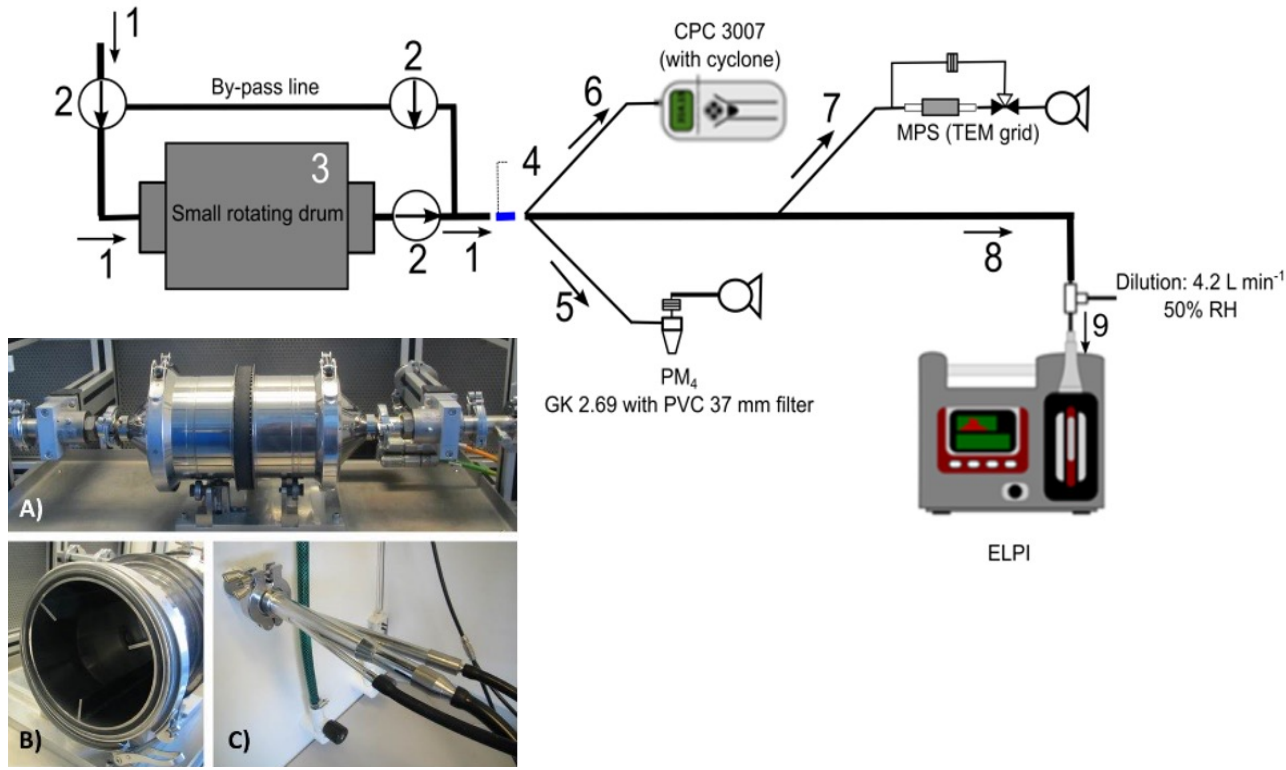 1
2
By-pass line
2
3
Small rotating drum
1
2
1
4
6
CPC 3007
(with cyclone)
7
MPS (TEM grid)
5
PM₄
GK 2.69 with PVC 37 mm filter
8
Dilution: 4.2 L min⁻¹
50% RH
9
ELPI
A)
B)
C)